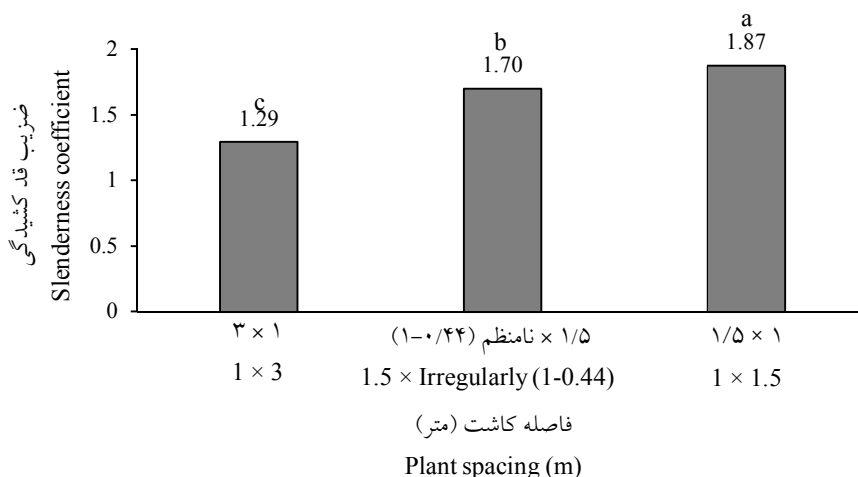 ضریب قد کشیدگی
Slenderness coefficient
2
1.5
1
0.5
0
c
1.29
b
1.70
a
1.87
۳ × ۱
۱/۵ × نامنظم (۱-۰/۴۴)
۱/۵ × ۱
1 × 3
1.5 × Irregularly (1-0.44)
1 × 1.5
فاصله کاشت (متر)
Plant spacing (m)